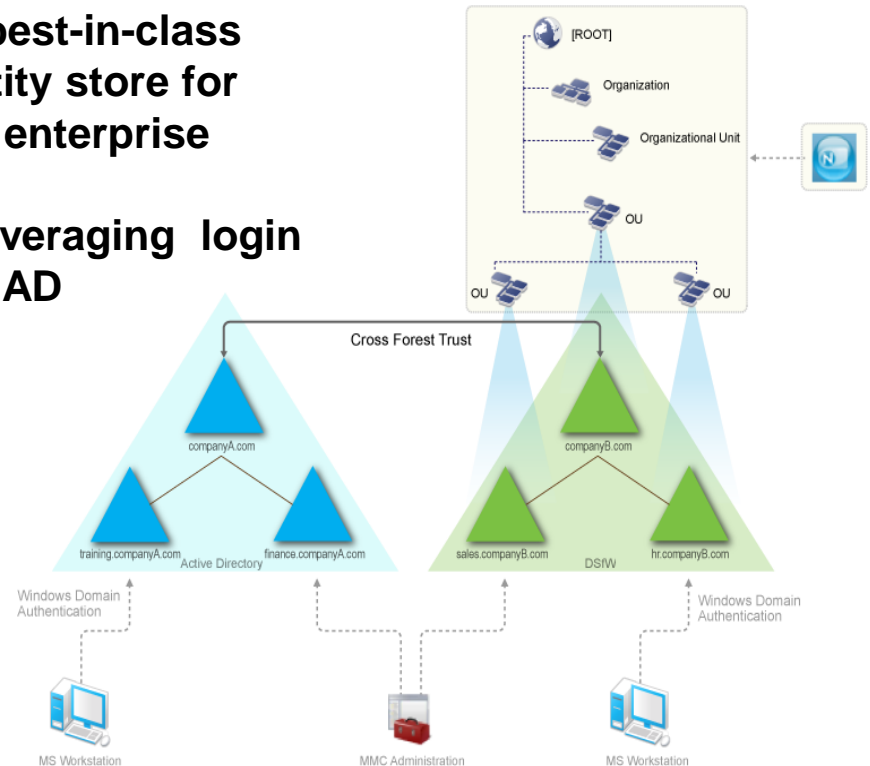 best-in-class
tity store for
enterprise
veraging login
AD
[ROOT]
Organization
Organizational Unit
N
OU
OU
OU
Cross Forest Trust
companyA.com
companyB.com
training.companyA.com
finance.companyA.com
Active Directory
sales.companyB.com
hr.companyB.com
DSfW
Windows Domain
Authentication
Windows Domain
Authentication
MS Workstation
MMC Administration
MS Workstation